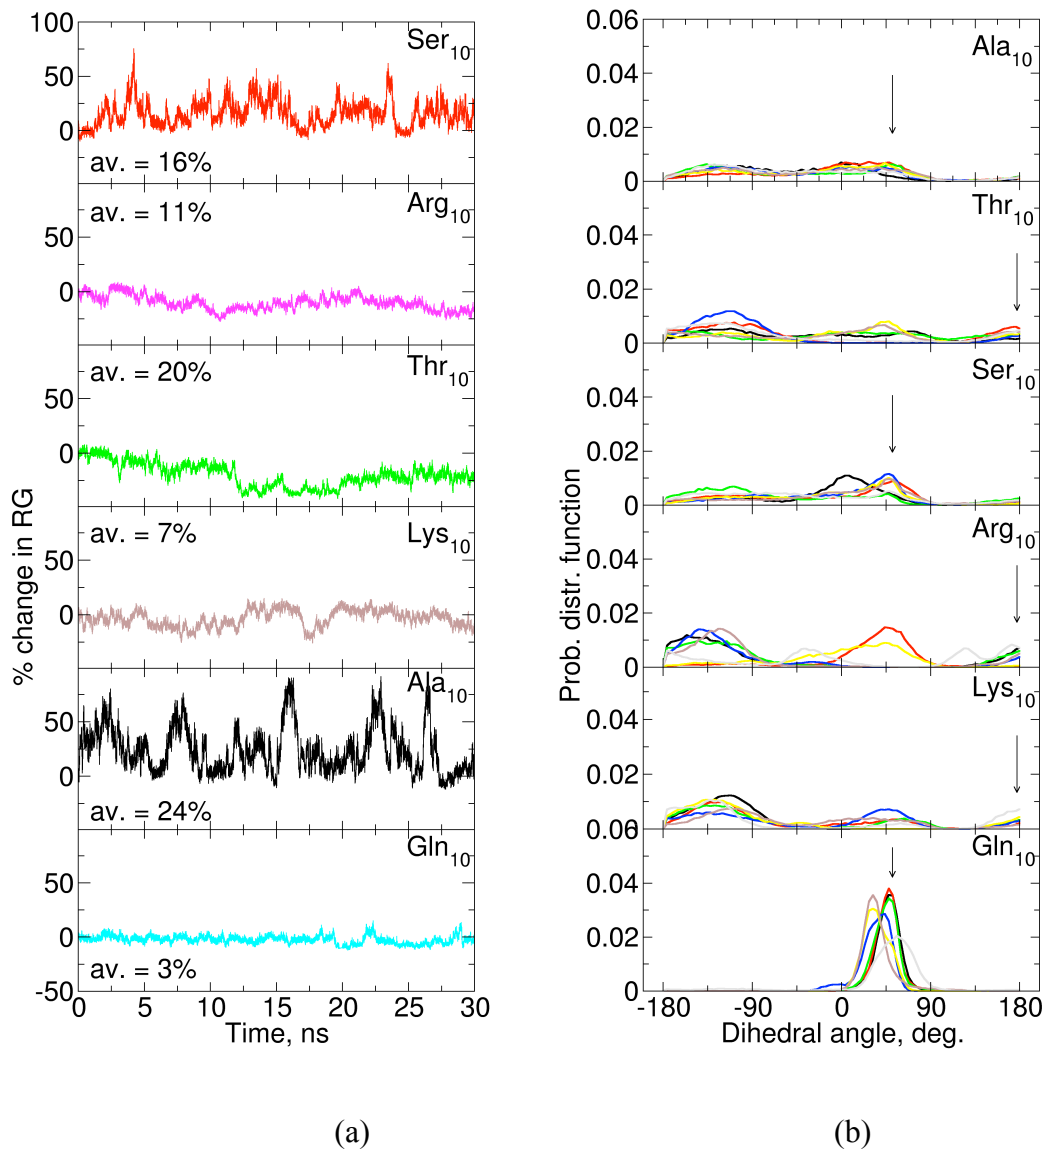 100
50
0
Ser10
av. = 16%
av. = 11%
Arg10
50
0
av. = 20%
Thr10
50
0
av. = 7%
Lys10
50
0
Ala10
50
0
av. = 24%
Gln10
50
0
av. = 3%
-50
0 5 10 15 20 25 30
Time, ns
% change in RG
(a)
0.06
0.04
0.02
0
Ala10
Thr10
0.04
0.02
0
Ser10
0.04
0.02
0
Arg10
0.04
0.02
0
Lys10
0.04
0.02
0
0.06
Gln10
0.04
0.02
0
-180 -90 0 90 180
Dihedral angle, deg.
Prob. distr. function
(b)